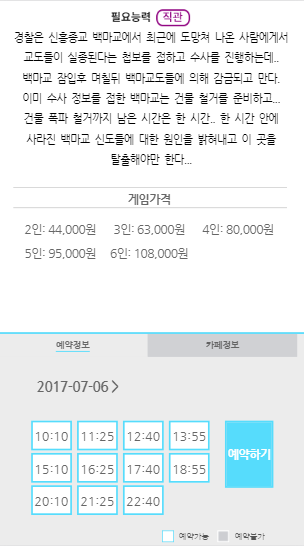 필요능력 직관
경찰은 신흥종교 백마교에서 최근에 도망쳐 나온 사람에게서
교도들이 실종된다는 첩보를 접하고 수사를 진행하는데..
백마교 잠입후 며칠뒤 백마교도들에 의해 감금되고 만다.
이미 수사 정보를 접한 백마교는 건물 철거를 준비하고...
건물 폭파 철거까지 남은 시간은 한 시간.. 한 시간 안에
사라진 백마교 신도들에 대한 원인을 밝혀내고 이 곳을
탈출해야만 한다...
게임가격
2인: 44,000원 3인: 63,000원 4인: 80,000원
5인: 95,000원 6인: 108,000원
예약정보 카페정보
2017-07-06 >
10:10 11:25 12:40 13:55
15:10 16:25 17:40 18:55
예약하기
20:10 21:25 22:40
예약가능 예약불가